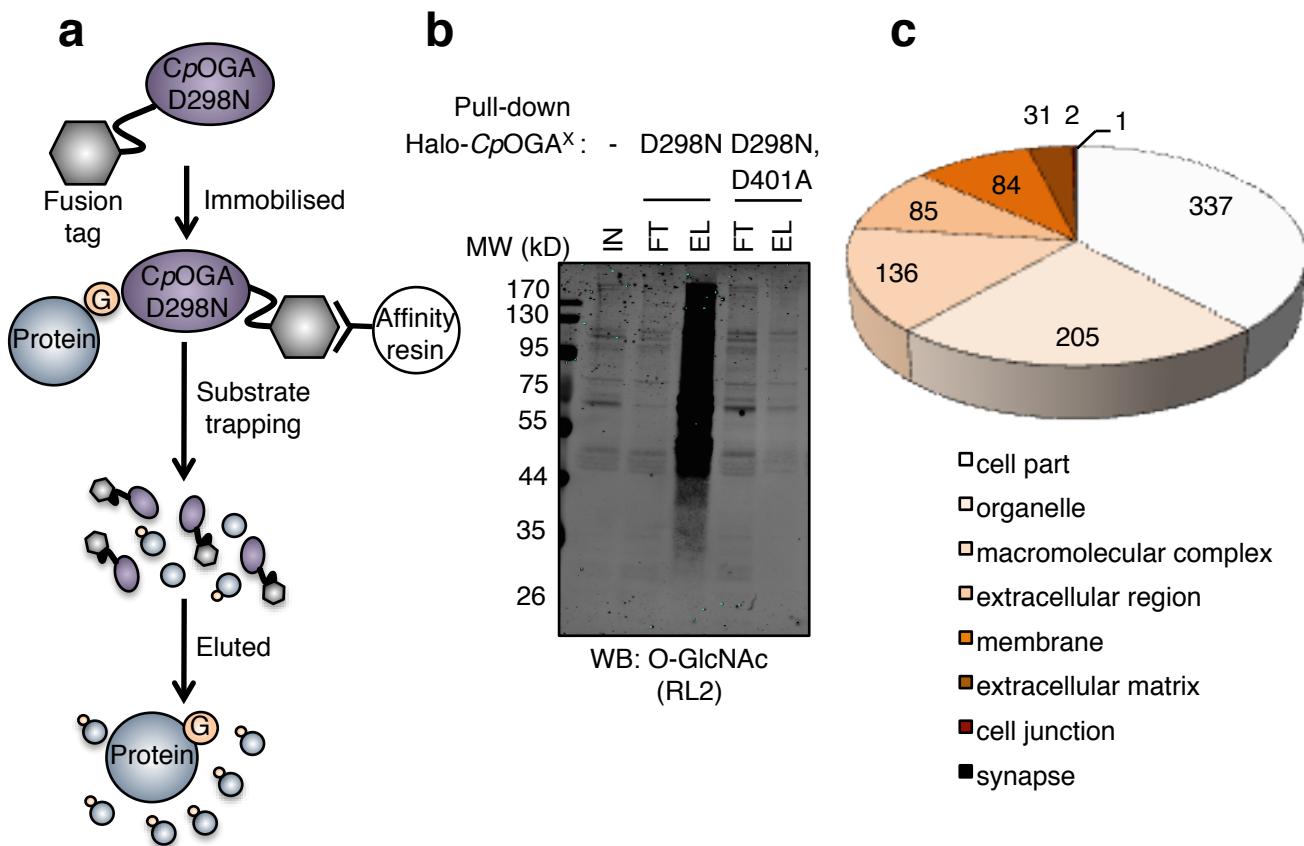 a
CpOGA
D298N
Fusion
tag
Immobilised
CpOGA
D298N
G
Protein
Affinity
resin
Substrate
trapping
Eluted
G
Protein
b
Pull-down
Halo-CpOGAˣ : - D298N D298N,
D401A
MW (kD) IN FT EL FT EL
170
130
95
75
55
44
35
26
WB: O-GlcNAc
(RL2)
c
31 2 1
84 337
85
136
205
cell part
organelle
macromolecular complex
extracellular region
membrane
extracellular matrix
cell junction
synapse